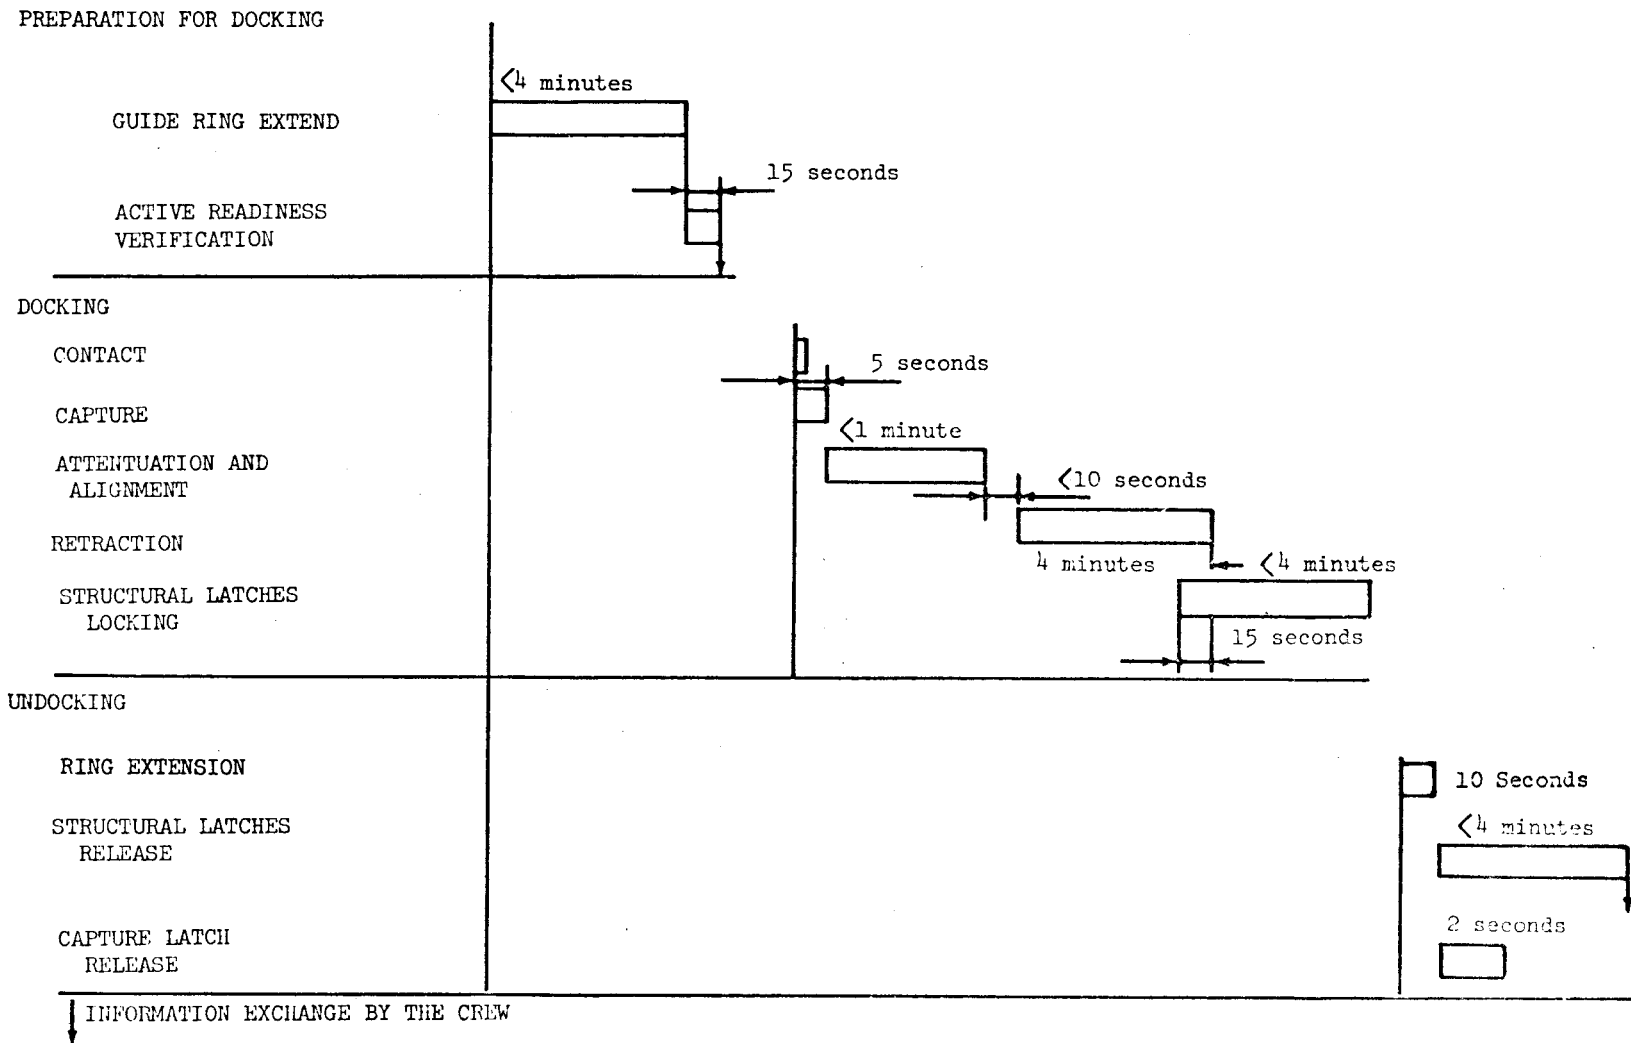 PREPARATION FOR DOCKING
<4 minutes
GUIDE RING EXTEND
15 seconds
ACTIVE READINESS
VERIFICATION
DOCKING
CONTACT
5 seconds
CAPTURE
<1 minute
ATTENTUATION AND
ALIGNMENT
<10 seconds
RETRACTION
4 minutes
<4 minutes
STRUCTURAL LATCHES
LOCKING
15 seconds
UNDOCKING
RING EXTENSION
10 Seconds
STRUCTURAL LATCHES
RELEASE
<4 minutes
2 seconds
CAPTURE LATCH
RELEASE
INFORMATION EXCHANGE BY THE CREW